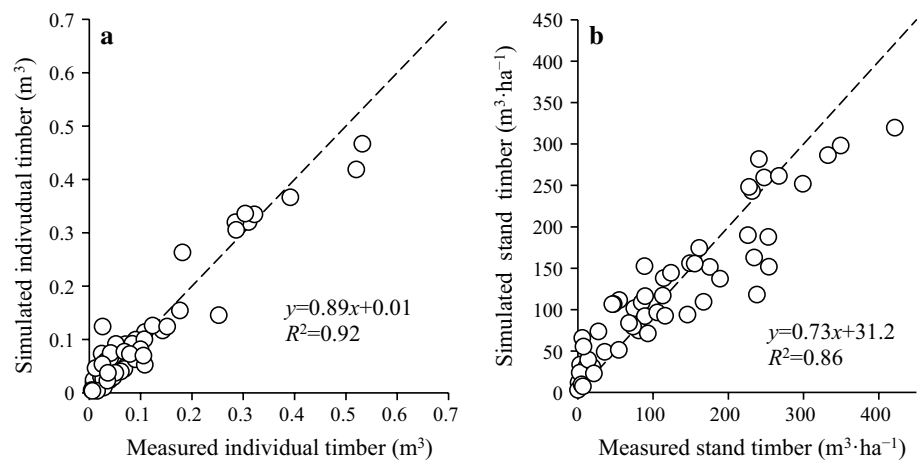 a
0.7
0.6
0.5
0.4
0.3
0.2
0.1
0
0 0.1 0.2 0.3 0.4 0.5 0.6 0.7
Simulated indivudual timber (m³)
Measured individual timber (m³)
y=0.89x+0.01
R²=0.92
b
450
400
350
300
250
200
150
100
50
0
0 100 200 300 400
Simulated stand timber (m³·ha⁻¹)
Measured stand timber (m³·ha⁻¹)
y=0.73x+31.2
R²=0.86